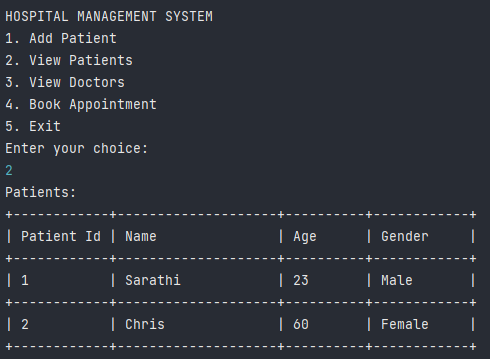 HOSPITAL MANAGEMENT SYSTEM
1. Add Patient
2. View Patients
3. View Doctors
4. Book Appointment
5. Exit
Enter your choice:
2
Patients:
+------------+--------------------+----------+------------+
| Patient Id | Name               | Age      | Gender     |
+------------+--------------------+----------+------------+
| 1          | Sarathi            | 23       | Male       |
+------------+--------------------+----------+------------+
| 2          | Chris              | 60       | Female     |
+------------+--------------------+----------+------------+